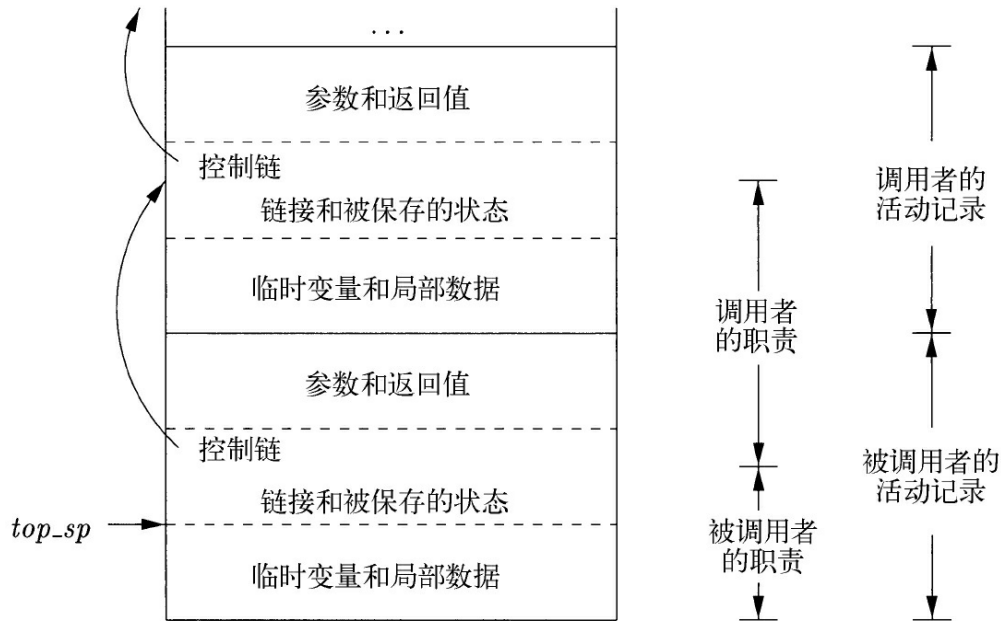 ...
参数和返回值
控制链
链接和被保存的状态
临时变量和局部数据
参数和返回值
控制链
链接和被保存的状态
top_sp
临时变量和局部数据
调用者
的职责
被调用者
的职责
调用者的
活动记录
被调用者的
活动记录